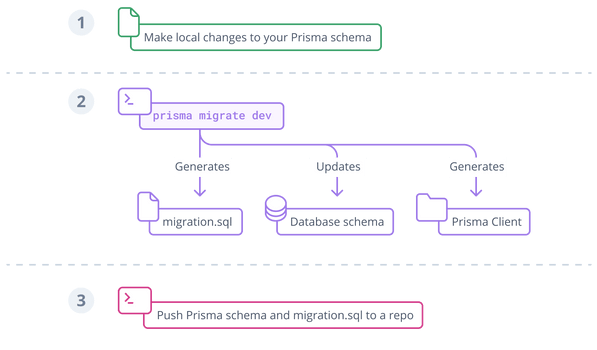 1
Make local changes to your Prisma schema
2
prisma migrate dev
Generates
Updates
Generates
migration.sql
Database schema
Prisma Client
3
Push Prisma schema and migration.sql to a repo